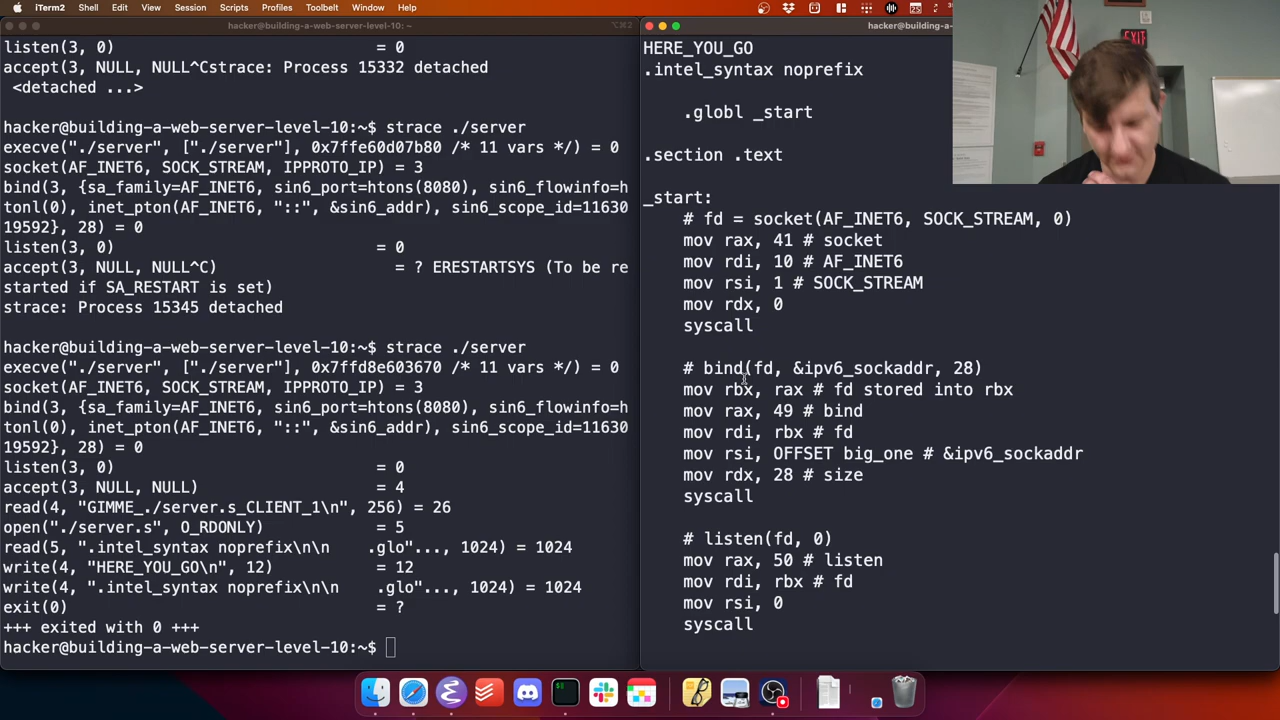 iTerm2 Shell Edit View Session Scripts Profiles Toolbelt Window Help
hacker@building-a-web-server-level-10: ~
⌥⌘2
listen(3, 0) = 0
accept(3, NULL, NULL^Cstrace: Process 15332 detached
<detached ...>
hacker@building-a-web-server-level-10:~$ strace ./server
execve("./server", ["./server"], 0x7ffe60d07b80 /* 11 vars */) = 0
socket(AF_INET6, SOCK_STREAM, IPPROTO_IP) = 3
bind(3, {sa_family=AF_INET6, sin6_port=htons(8080), sin6_flowinfo=h
tonl(0), inet_pton(AF_INET6, "::", &sin6_addr), sin6_scope_id=11630
19592}, 28) = 0
listen(3, 0) = 0
accept(3, NULL, NULL^C) = ? ERESTARTSYS (To be re
started if SA_RESTART is set)
strace: Process 15345 detached
hacker@building-a-web-server-level-10:~$ strace ./server
execve("./server", ["./server"], 0x7ffd8e603670 /* 11 vars */) = 0
socket(AF_INET6, SOCK_STREAM, IPPROTO_IP) = 3
bind(3, {sa_family=AF_INET6, sin6_port=htons(8080), sin6_flowinfo=h
tonl(0), inet_pton(AF_INET6, "::", &sin6_addr), sin6_scope_id=11630
19592}, 28) = 0
listen(3, 0) = 0
accept(3, NULL, NULL) = 4
read(4, "GIMME_./server.s_CLIENT_1\n", 256) = 26
open("./server.s", O_RDONLY) = 5
read(5, ".intel_syntax noprefix\n\n    .glo"..., 1024) = 1024
write(4, "HERE_YOU_GO\n", 12) = 12
write(4, ".intel_syntax noprefix\n\n    .glo"..., 1024) = 1024
exit(0) = ?
+++ exited with 0 +++
hacker@building-a-web-server-level-10:~$
hacker@building-a-w
HERE_YOU_GO
.intel_syntax noprefix
.globl _start
.section .text
_start:
# fd = socket(AF_INET6, SOCK_STREAM, 0)
mov rax, 41 # socket
mov rdi, 10 # AF_INET6
mov rsi, 1 # SOCK_STREAM
mov rdx, 0
syscall
# bind(fd, &ipv6_sockaddr, 28)
mov rbx, rax # fd stored into rbx
mov rax, 49 # bind
mov rdi, rbx # fd
mov rsi, OFFSET big_one # &ipv6_sockaddr
mov rdx, 28 # size
syscall
# listen(fd, 0)
mov rax, 50 # listen
mov rdi, rbx # fd
mov rsi, 0
syscall
EXIT